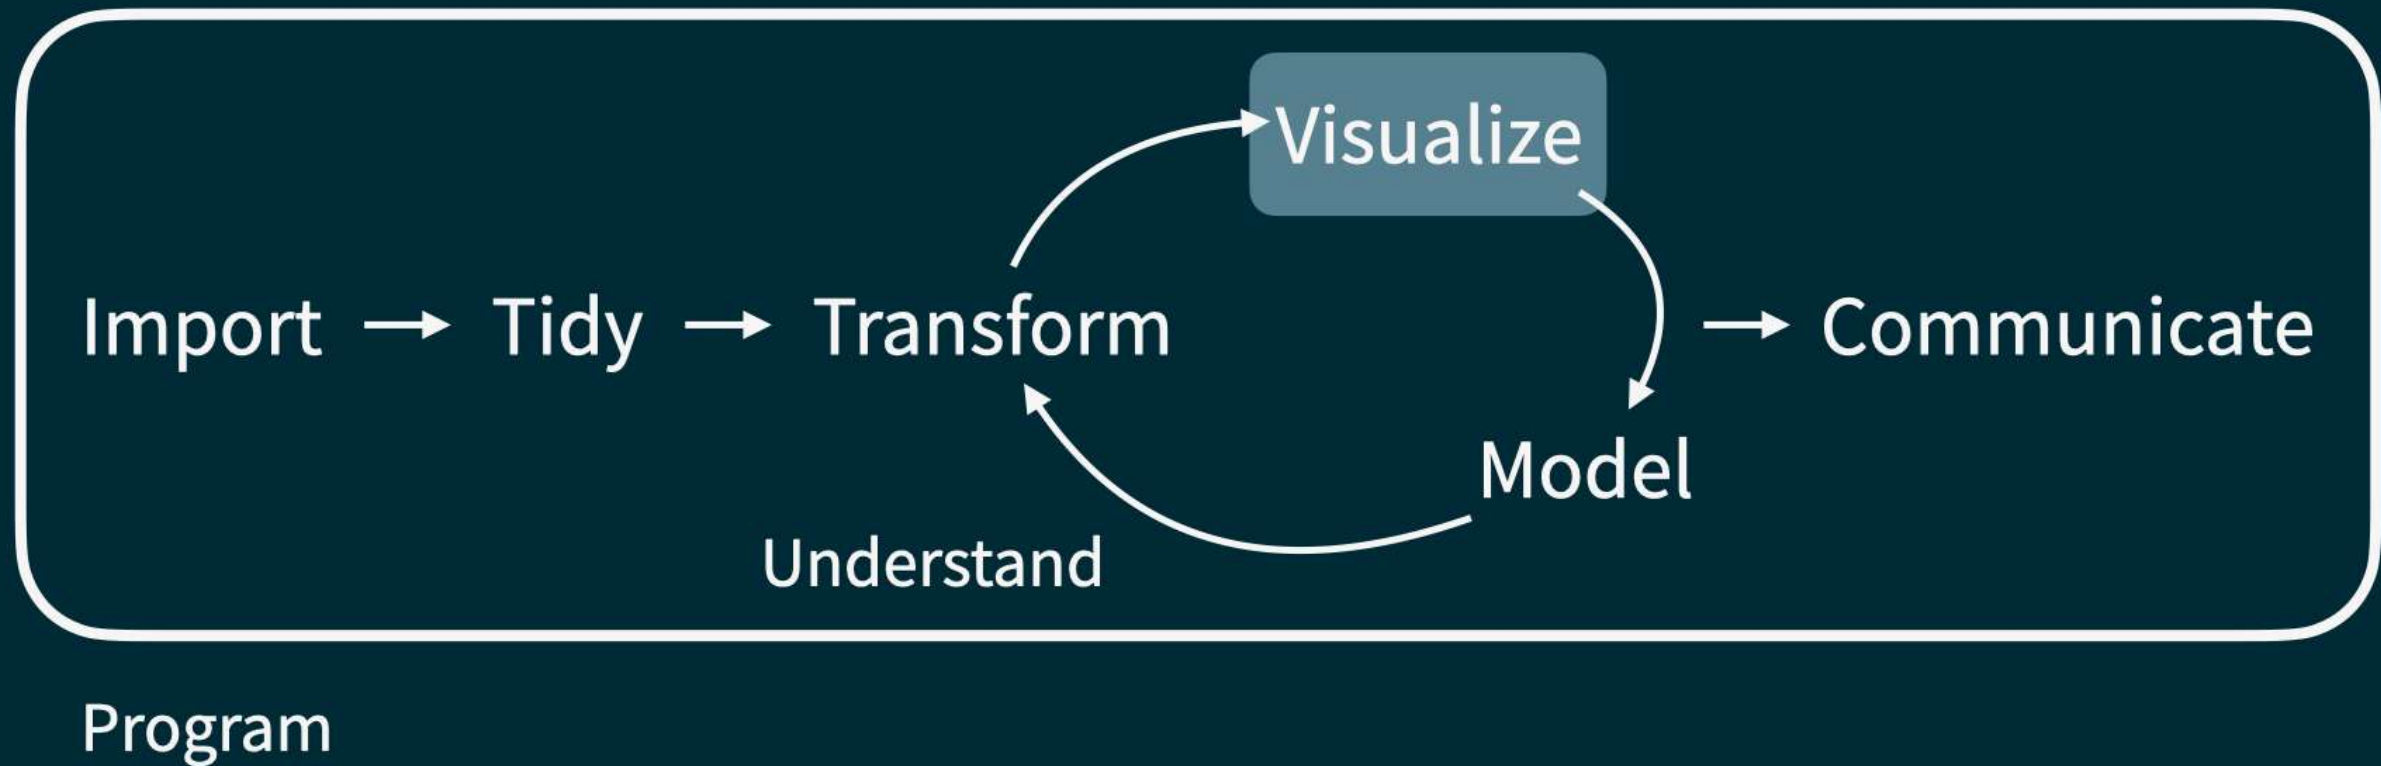 Visualize
Import → Tidy → Transform → Communicate
Model
Understand
Program